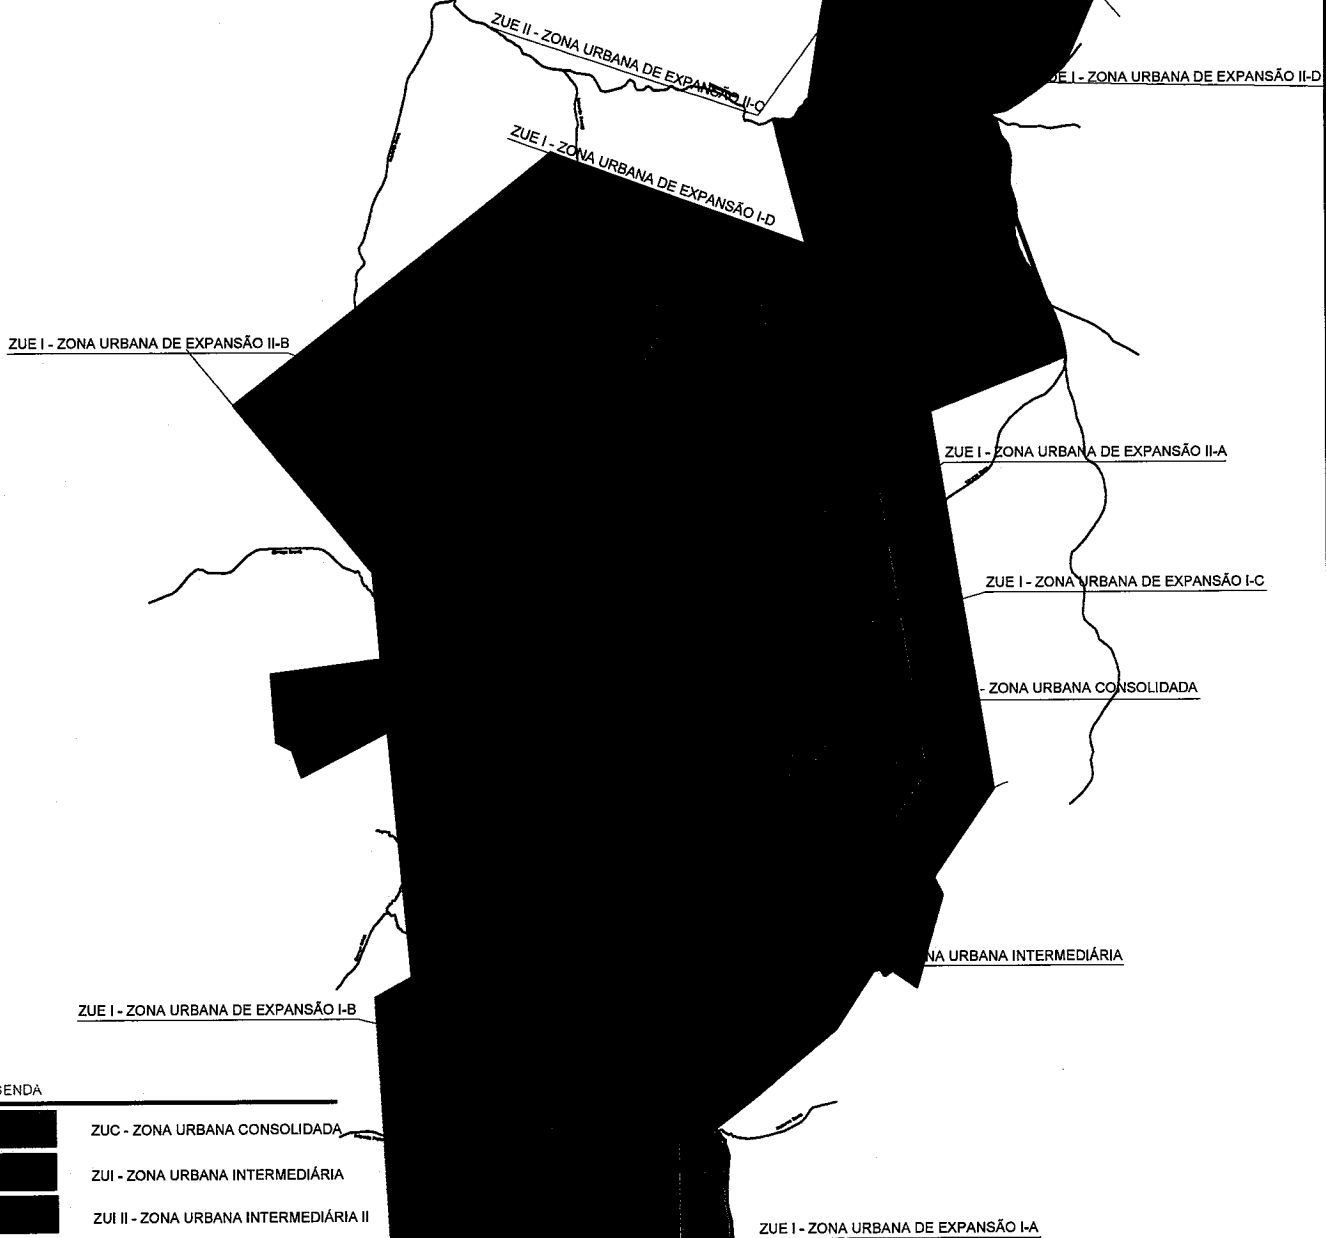 ZUE II - ZONA URBANA DE EXPANSÃO II-C
E I - ZONA URBANA DE EXPANSÃO II-D
ZUE I - ZONA URBANA DE EXPANSÃO I-D
ZUE I - ZONA URBANA DE EXPANSÃO II-B
ZUE I - ZONA URBANA DE EXPANSÃO II-A
ZUE I - ZONA URBANA DE EXPANSÃO I-C
- ZONA URBANA CONSOLIDADA
NA URBANA INTERMEDIÁRIA
ZUE I - ZONA URBANA DE EXPANSÃO I-B
ENDA
ZUC - ZONA URBANA CONSOLIDADA
ZUI - ZONA URBANA INTERMEDIÁRIA
ZUI II - ZONA URBANA INTERMEDIÁRIA II
ZUE I - ZONA URBANA DE EXPANSÃO I-A